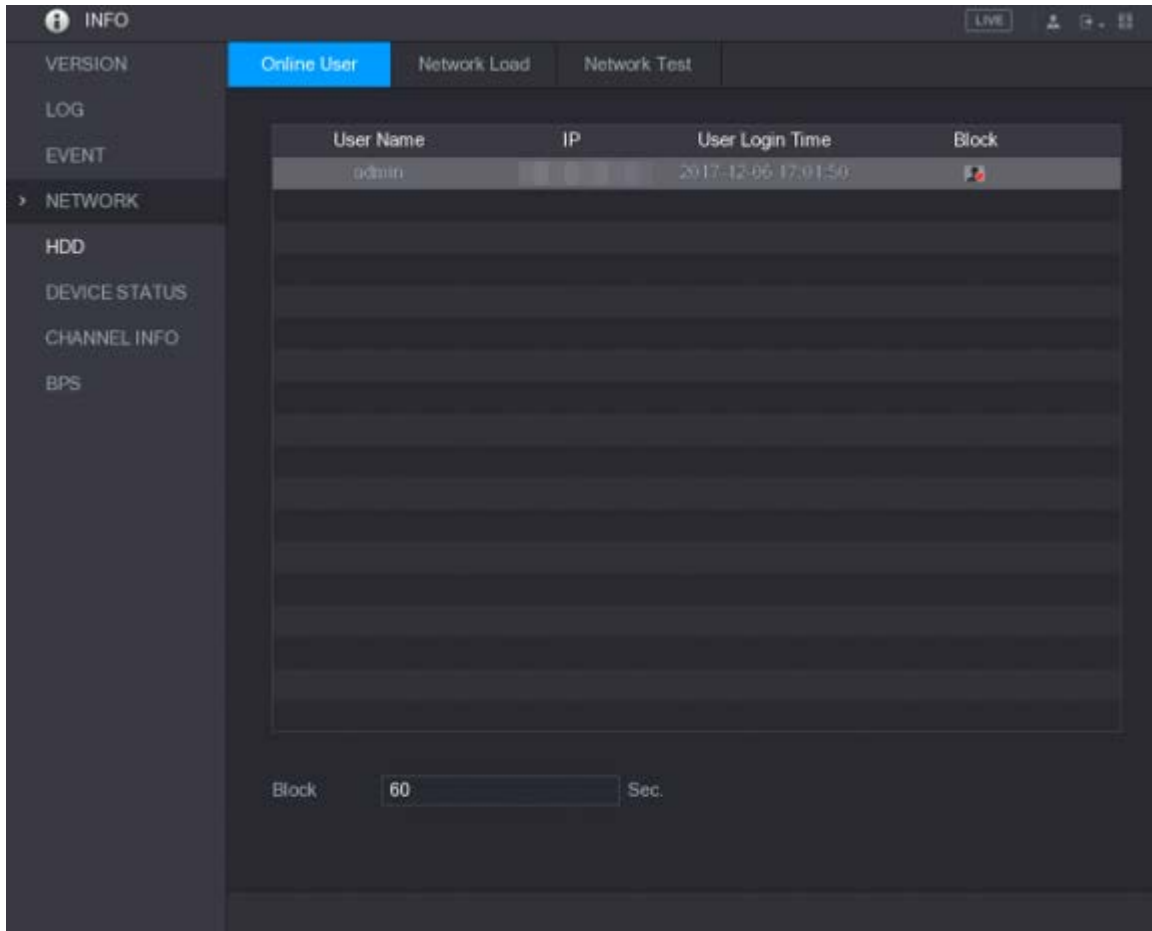 INFO
LIVE
VERSION
LOG
EVENT
NETWORK
HDD
DEVICE STATUS
CHANNEL INFO
BPS
Online User Network Load Network Test
User Name IP User Login Time Block
admin 2017-12-06 17:01:50
Block 60 Sec.